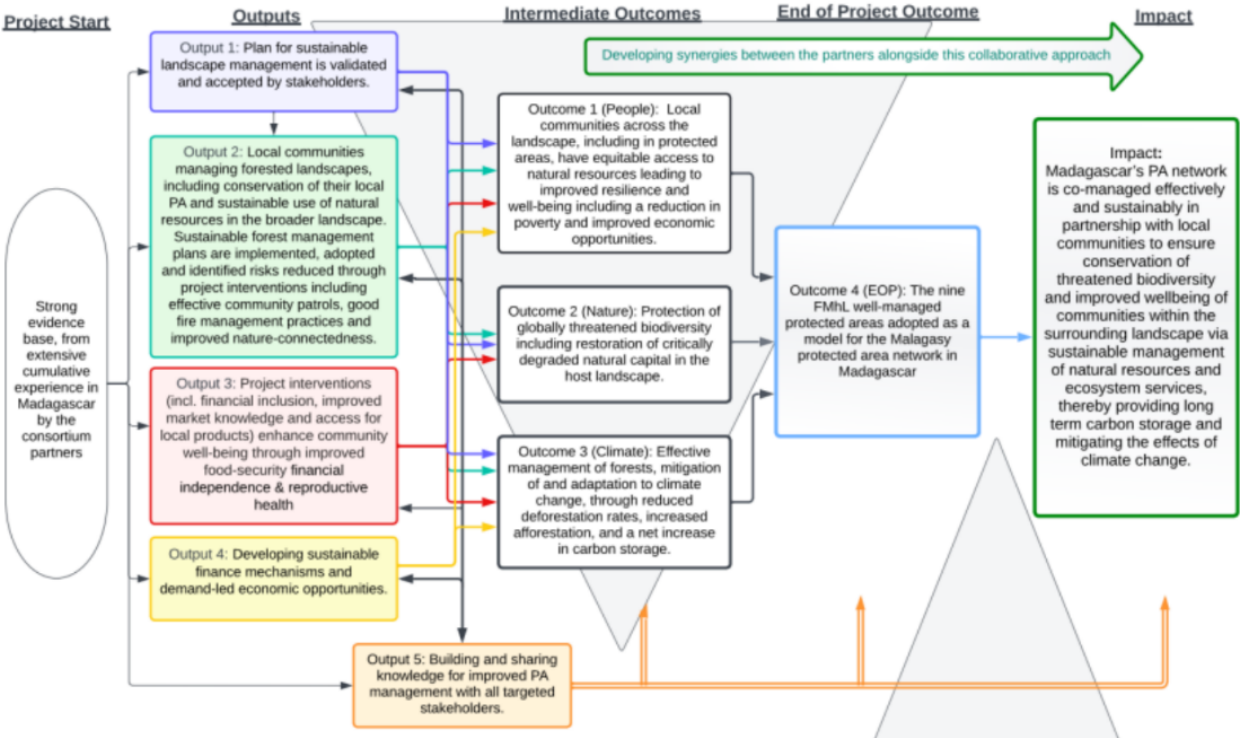 Project Start
Outputs
Intermediate Outcomes
End of Project Outcome
Impact
Developing synergies between the partners alongside this collaborative approach
Strong
evidence
base, from
extensive
cumulative
experience in
Madagascar
by the
consortium
partners
Output 1: Plan for sustainable
landscape management is validated
and accepted by stakeholders.
Output 2: Local communities
managing forested landscapes,
including conservation of their local
PA and sustainable use of natural
resources in the broader landscape.
Sustainable forest management
plans are implemented, adopted
and identified risks reduced through
project interventions including
effective community patrols, good
fire management practices and
improved nature-connectedness.
Output 3: Project interventions
(incl. financial inclusion, improved
market knowledge and access for
local products) enhance community
well-being through improved
food-security financial
independence & reproductive
health
Output 4: Developing sustainable
finance mechanisms and
demand-led economic opportunities.
Output 5: Building and sharing
knowledge for improved PA
management with all targeted
stakeholders.
Outcome 1 (People): Local
communities across the
landscape, including in protected
areas, have equitable access to
natural resources leading to
improved resilience and
well-being including a reduction in
poverty and improved economic
opportunities.
Outcome 2 (Nature): Protection of
globally threatened biodiversity
including restoration of critically
degraded natural capital in the
host landscape.
Outcome 3 (Climate): Effective
management of forests, mitigation
of and adaptation to climate
change, through reduced
deforestation rates, increased
afforestation, and a net increase
in carbon storage.
Outcome 4 (EOP): The nine
FMhL well-managed
protected areas adopted as a
model for the Malagasy
protected area network in
Madagascar
Impact:
Madagascar's PA network
is co-managed effectively
and sustainably in
partnership with local
communities to ensure
conservation of
threatened biodiversity
and improved wellbeing of
communities within the
surrounding landscape via
sustainable management
of natural resources and
ecosystem services,
thereby providing long
term carbon storage and
mitigating the effects of
climate change.